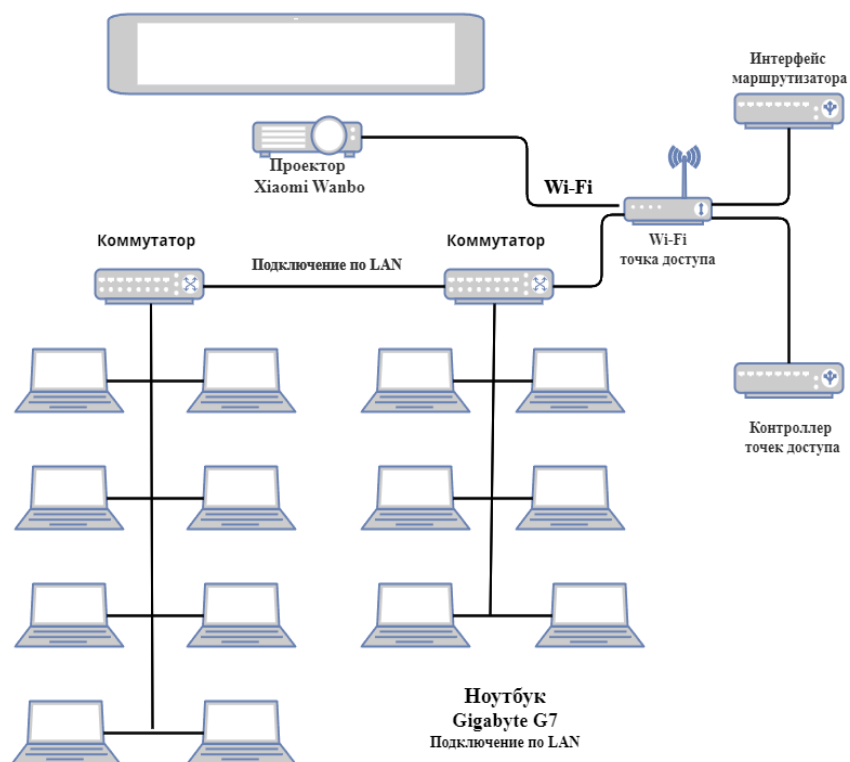 Интерфейс
маршрутизатора
Проектор
Xiaomi Wanbo
Wi-Fi
Wi-Fi
точка доступа
Коммутатор
Коммутатор
Подключение по LAN
Контроллер
точек доступа
Ноутбук
Gigabyte G7
Подключение по LAN